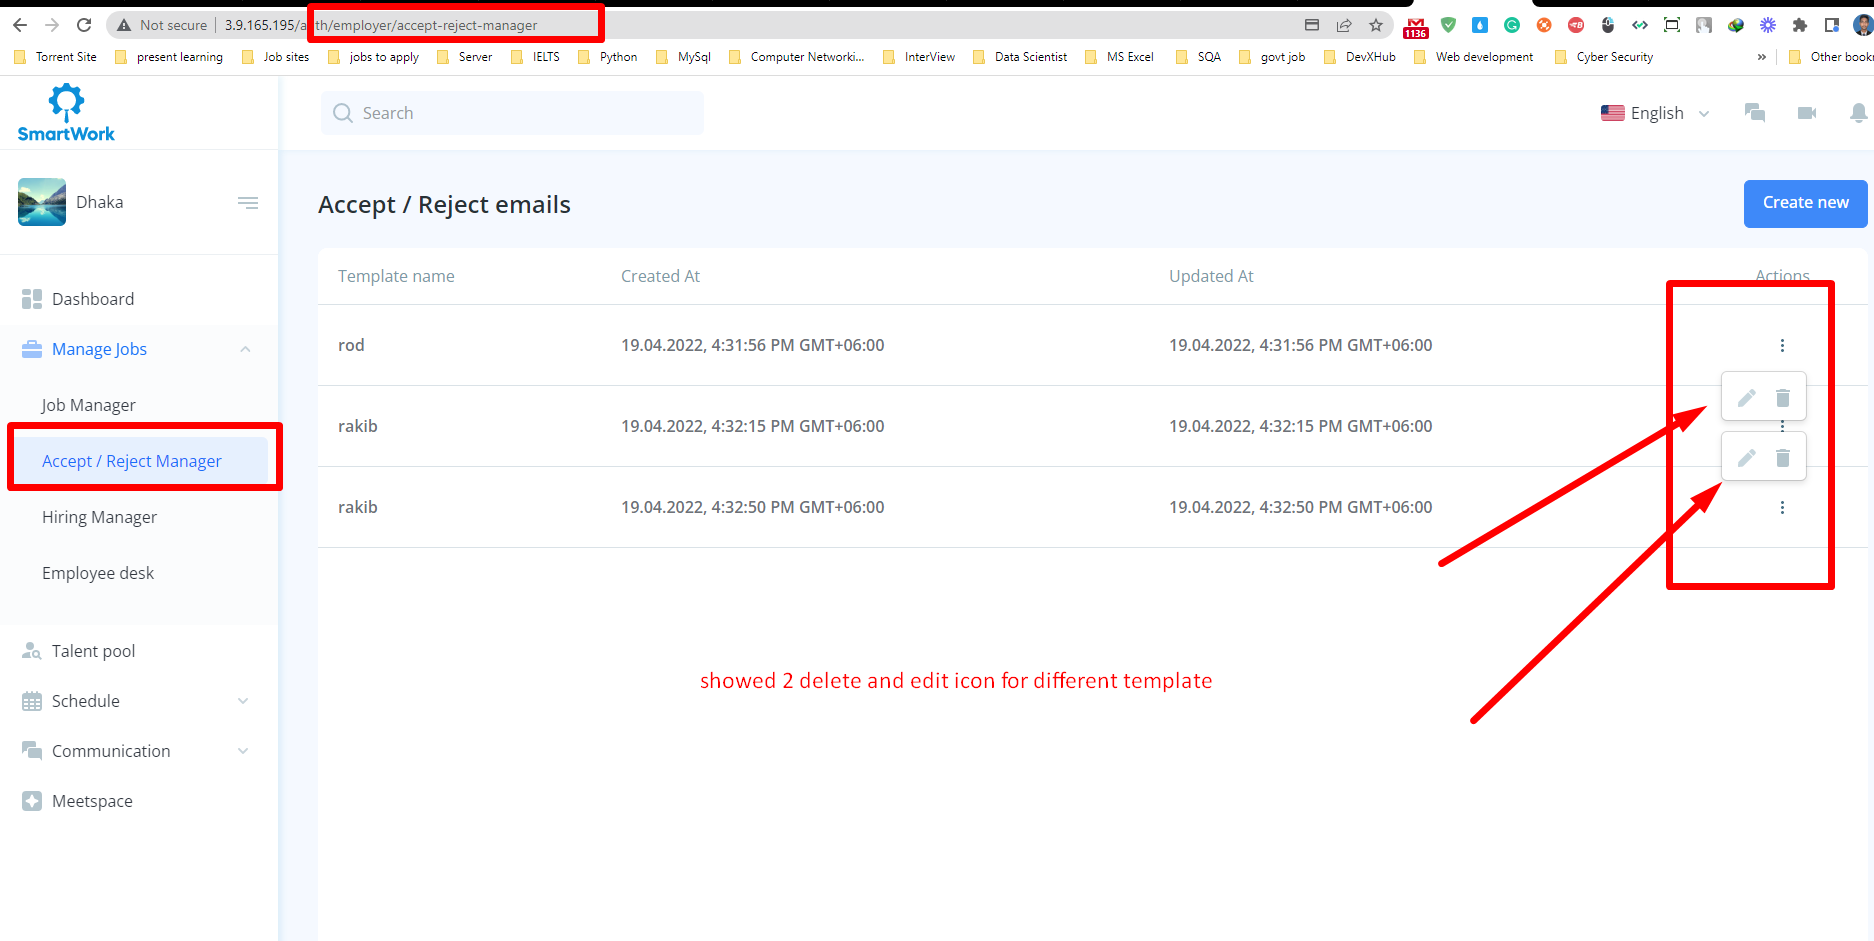 Not secure | 3.9.165.195/auth/employer/accept-reject-manager
1136
Torrent Site present learning Job sites jobs to apply Server IELTS Python MySql Computer Networki... InterView Data Scientist MS Excel SQA govt job DevXHub Web development Cyber Security » Other book
SmartWork
Search
English
Dhaka
Accept / Reject emails
Create new
Template name Created At Updated At Actions
rod 19.04.2022, 4:31:56 PM GMT+06:00 19.04.2022, 4:31:56 PM GMT+06:00
rakib 19.04.2022, 4:32:15 PM GMT+06:00 19.04.2022, 4:32:15 PM GMT+06:00
rakib 19.04.2022, 4:32:50 PM GMT+06:00 19.04.2022, 4:32:50 PM GMT+06:00
Dashboard
Manage Jobs
Job Manager
Accept / Reject Manager
Hiring Manager
Employee desk
Talent pool
Schedule
Communication
Meetspace
showed 2 delete and edit icon for different template